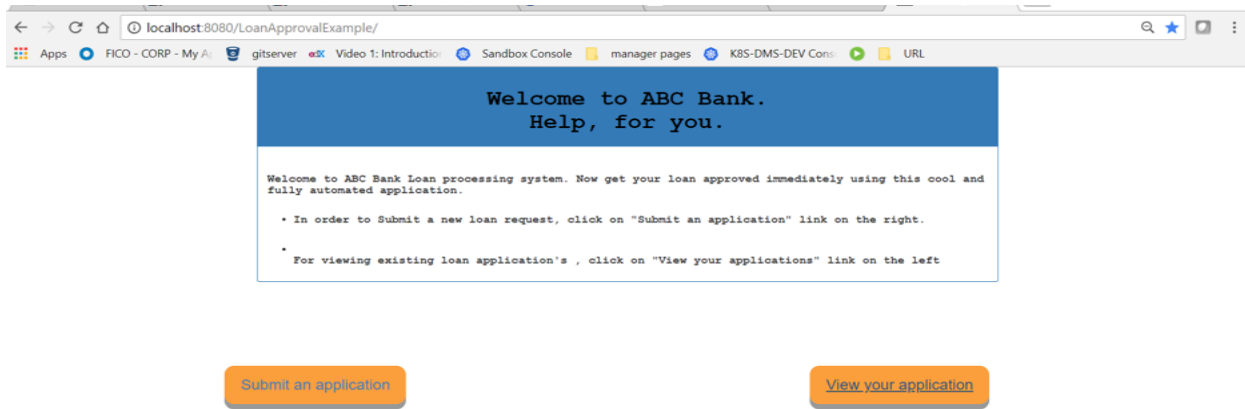 localhost:8080/LoanApprovalExample/
Apps FICO - CORP - My A gitserver edX Video 1: Introduction Sandbox Console manager pages K8S-DMS-DEV Cons URL
Welcome to ABC Bank.
Help, for you.
Welcome to ABC Bank Loan processing system. Now get your loan approved immediately using this cool and
fully automated application.
• In order to Submit a new loan request, click on "Submit an application" link on the right.
•
For viewing existing loan application's , click on "View your applications" link on the left
Submit an application View your application